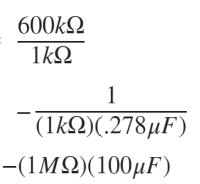 = 600kΩ
1kΩ
- 1
(1kΩ)(.278μF)
-(1MΩ)(100μF)